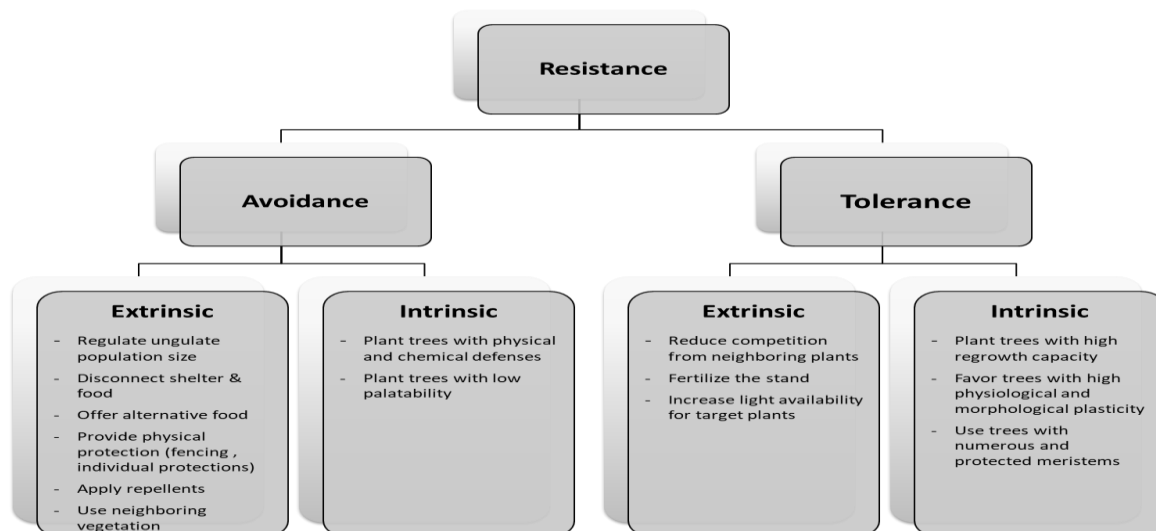 Resistance
Avoidance
Tolerance
Extrinsic
- Regulate ungulate
population size
- Disconnect shelter &
food
- Offer alternative food
- Provide physical
protection (fencing ,
individual protections)
- Apply repellents
- Use neighboring
vegetation
Intrinsic
- Plant trees with physical
and chemical defenses
- Plant trees with low
palatability
Extrinsic
- Reduce competition
from neighboring plants
- Fertilize the stand
- Increase light availability
for target plants
Intrinsic
- Plant trees with high
regrowth capacity
- Favor trees with high
physiological and
morphological plasticity
- Use trees with
numerous and
protected meristems